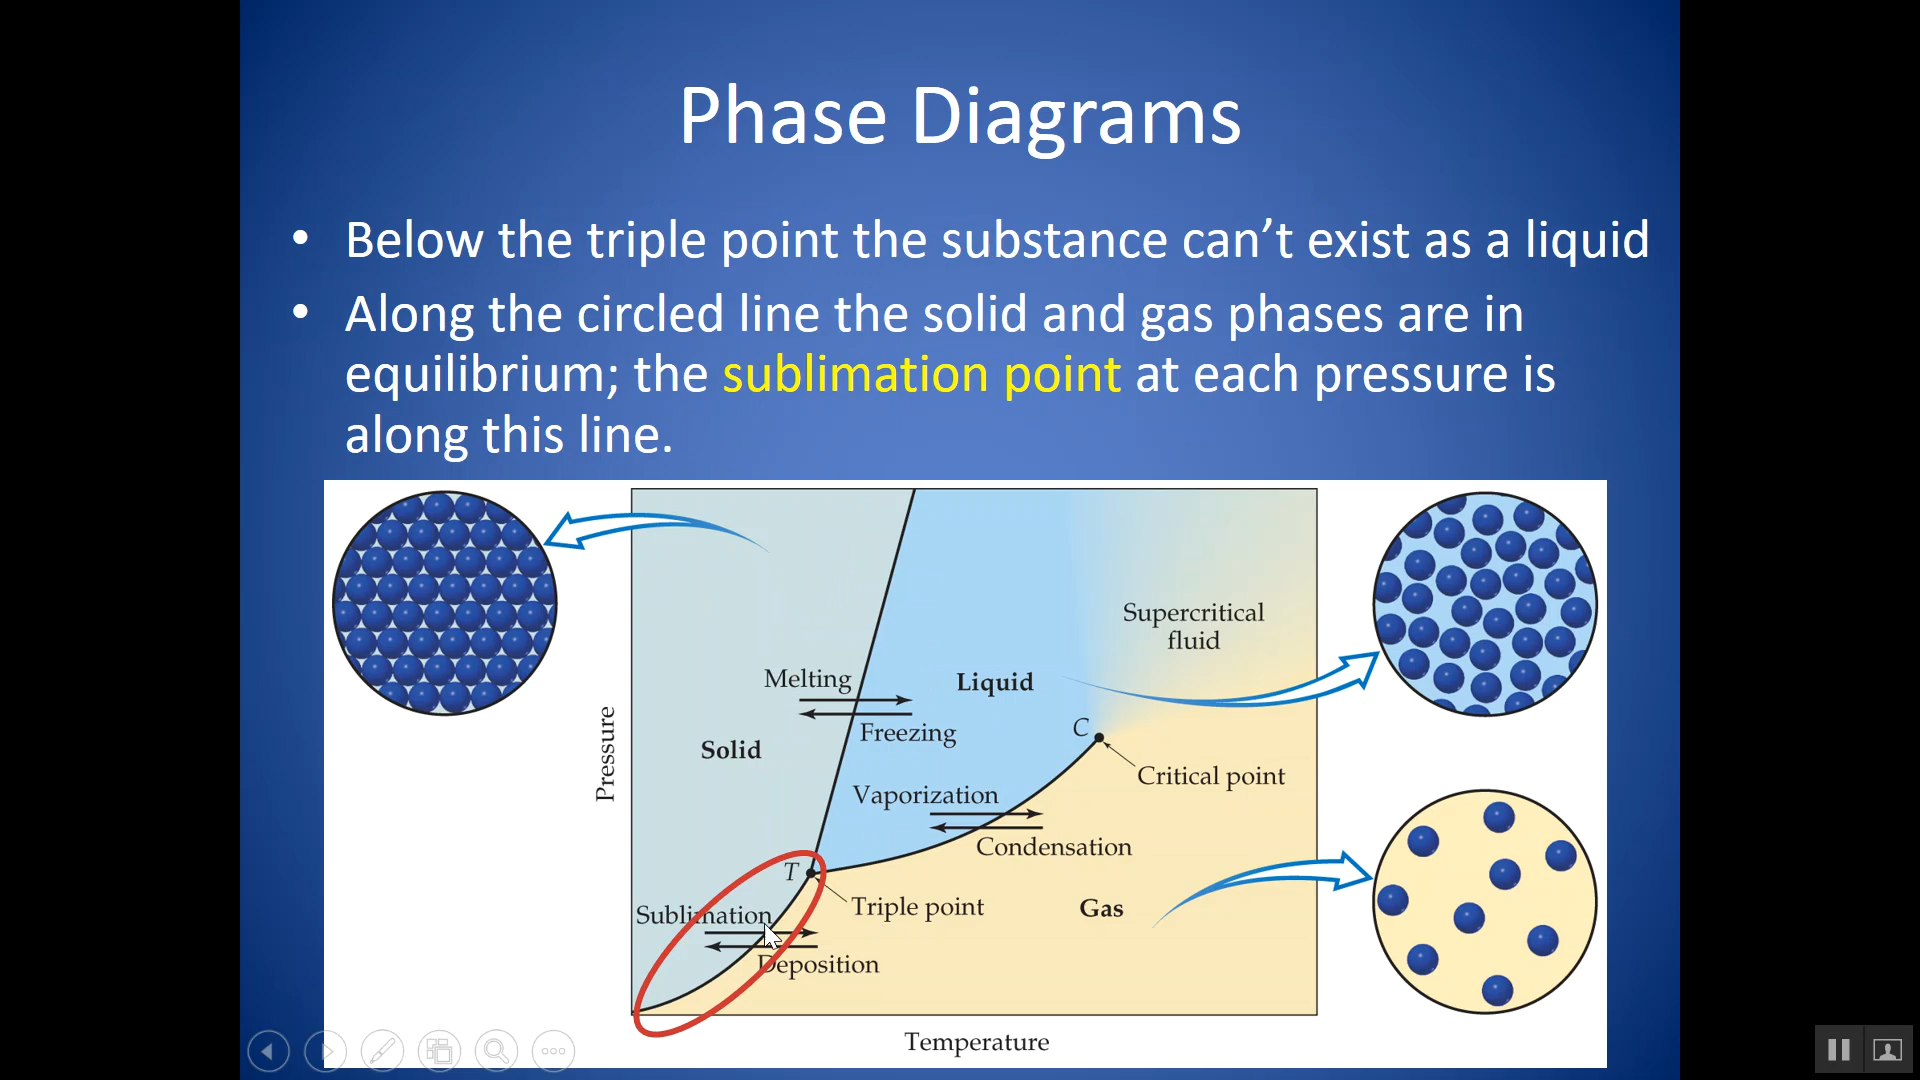 Phase Diagrams
• Below the triple point the substance can’t exist as a liquid
• Along the circled line the solid and gas phases are in
equilibrium; the sublimation point at each pressure is
along this line.
Supercritical
fluid
Melting
Liquid
Freezing
C
Solid
Pressure
Critical point
Vaporization
Condensation
T
Triple point
Gas
Sublimation
Deposition
Temperature